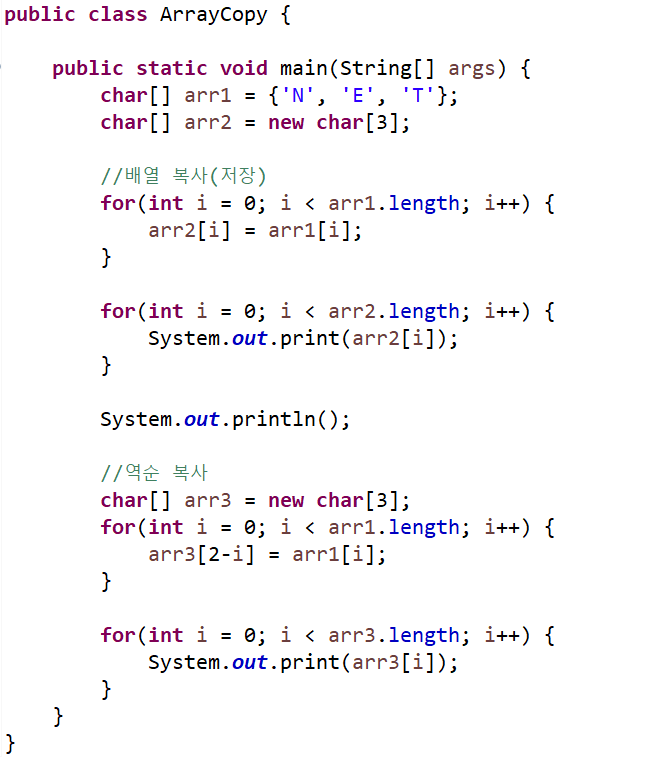 public class ArrayCopy {
public static void main(String[] args) {
char[] arr1 = {'N', 'E', 'T'};
char[] arr2 = new char[3];
//배열 복사(저장)
for(int i = 0; i < arr1.length; i++) {
arr2[i] = arr1[i];
}
for(int i = 0; i < arr2.length; i++) {
System.out.print(arr2[i]);
}
System.out.println();
//역순 복사
char[] arr3 = new char[3];
for(int i = 0; i < arr1.length; i++) {
arr3[2-i] = arr1[i];
}
for(int i = 0; i < arr3.length; i++) {
System.out.print(arr3[i]);
}
}
}